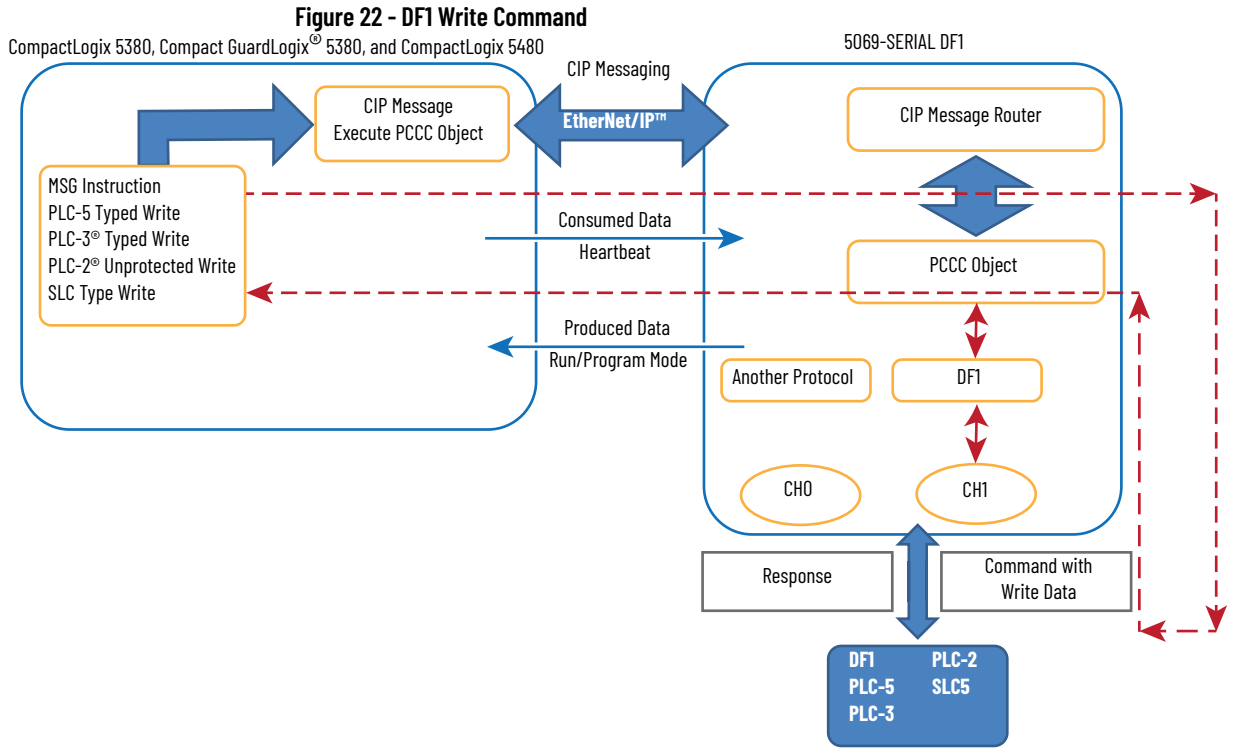 Figure 22 - DF1 Write Command
CompactLogix 5380, Compact GuardLogix® 5380, and CompactLogix 5480
5069-SERIAL DF1
CIP Messaging
CIP Message
Execute PCCC Object
EtherNet/IP™
CIP Message Router
MSG Instruction
PLC-5 Typed Write
PLC-3® Typed Write
PLC-2® Unprotected Write
SLC Type Write
Consumed Data
Heartbeat
PCCC Object
Produced Data
Run/Program Mode
Another Protocol
DF1
CH0
CH1
Response
Command with
Write Data
DF1 PLC-2
PLC-5 SLC5
PLC-3